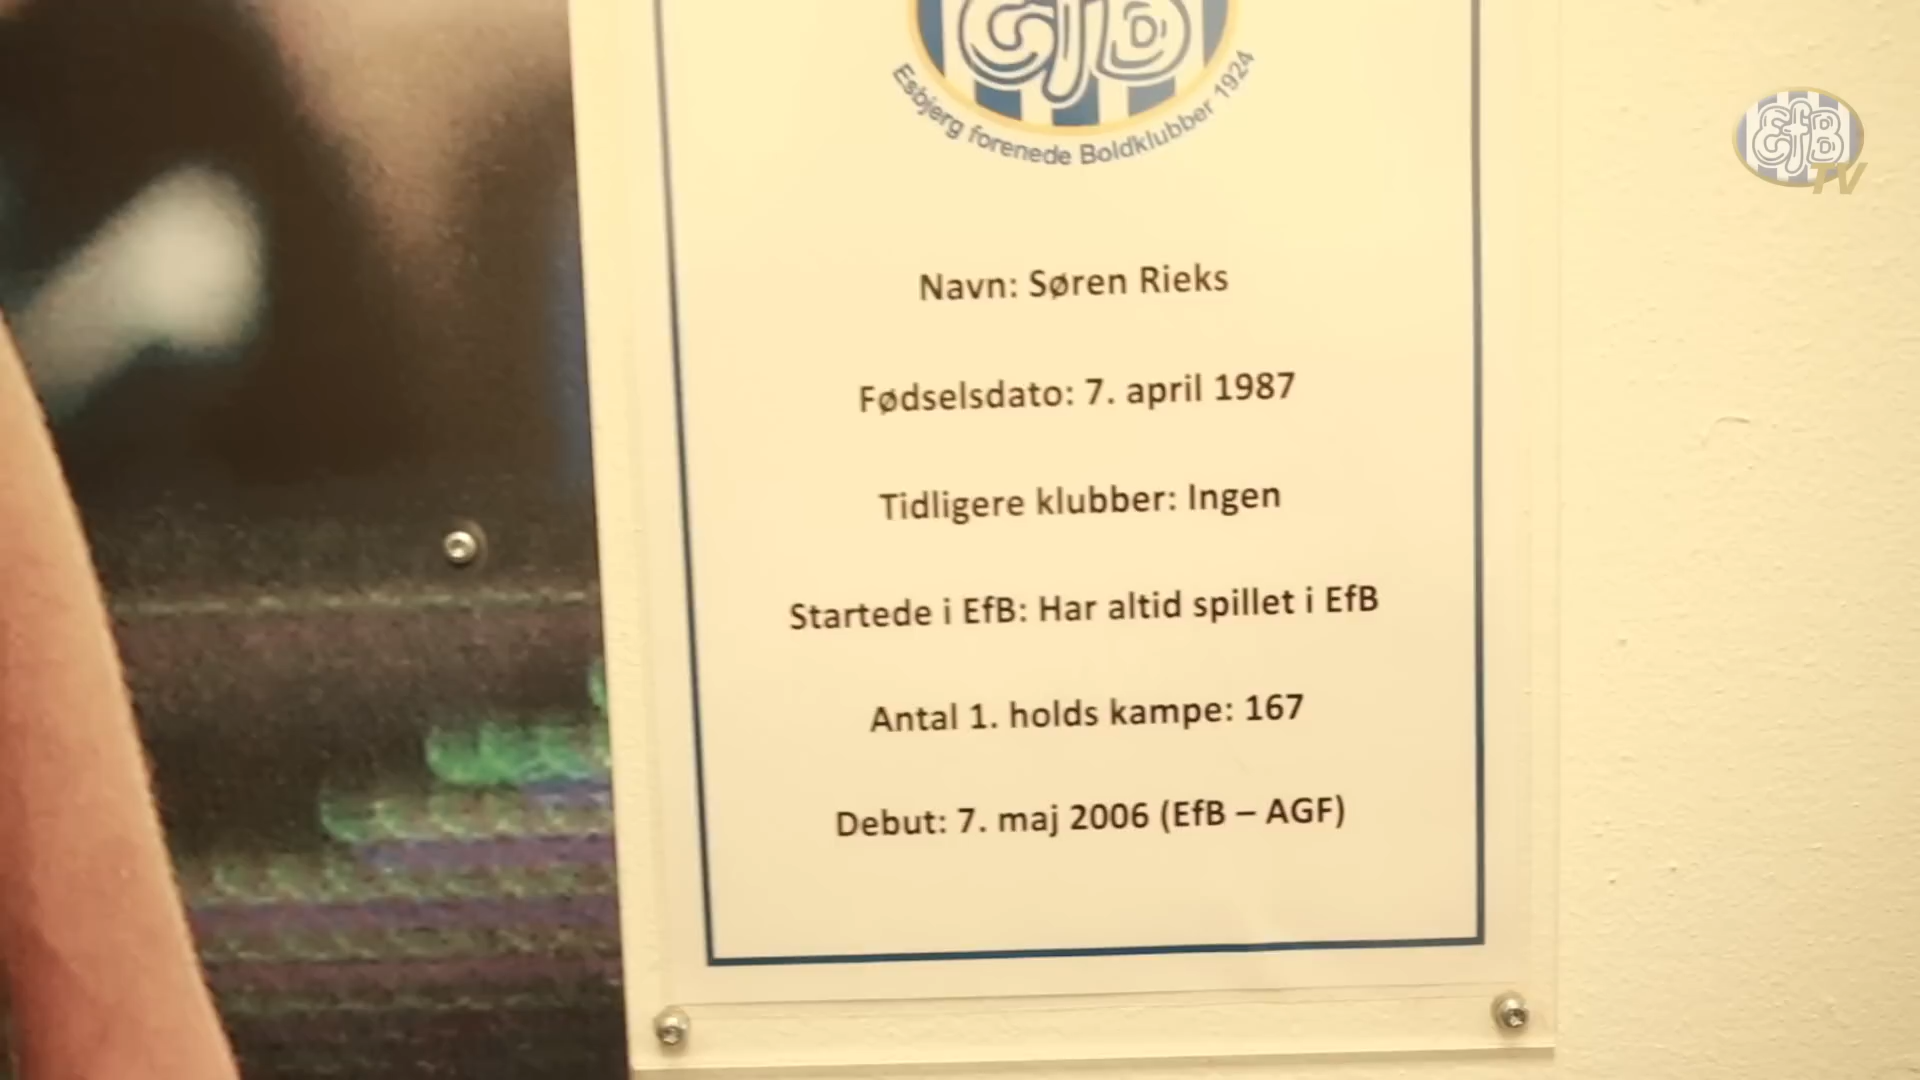 EfB
Esbjerg forenede Boldklubber 1924
EfB
TV
Navn: Søren Rieks
Fødselsdato: 7. april 1987
Tidligere klubber: Ingen
Startede i EfB: Har altid spillet i EfB
Antal 1. holds kampe: 167
Debut: 7. maj 2006 (EfB – AGF)